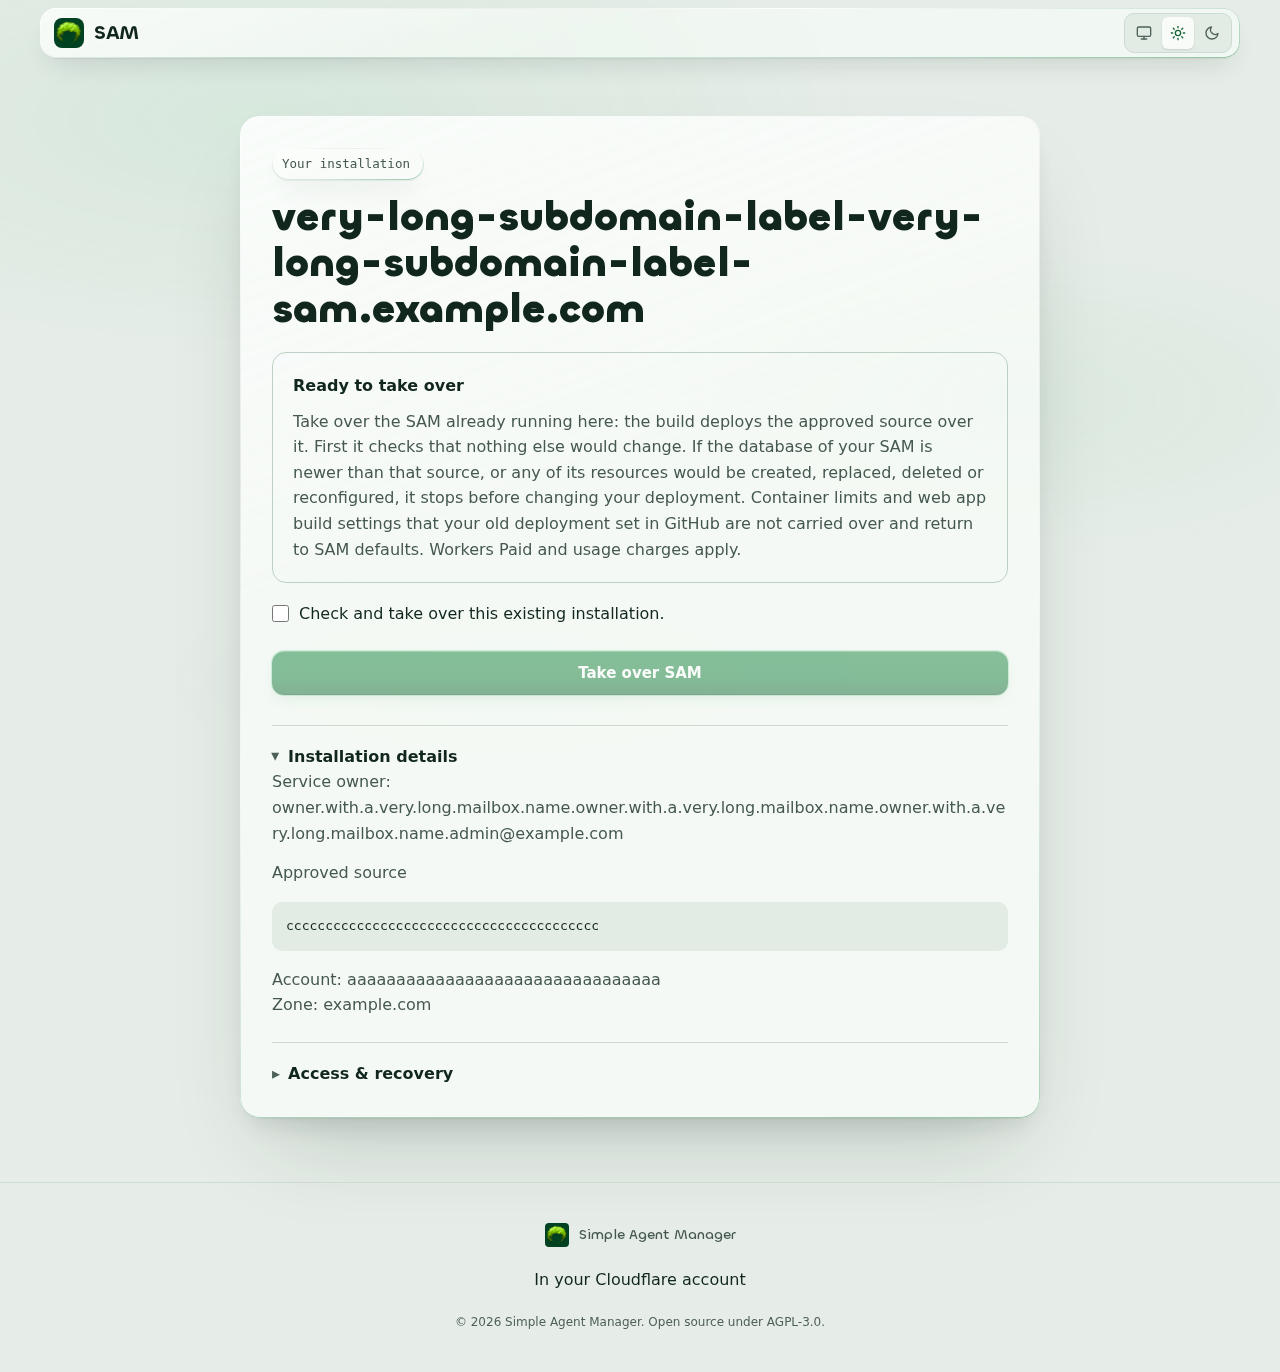 SAM
Your installation
very-long-subdomain-label-very-
long-subdomain-label-
sam.example.com
Ready to take over
Take over the SAM already running here: the build deploys the approved source over
it. First it checks that nothing else would change. If the database of your SAM is
newer than that source, or any of its resources would be created, replaced, deleted or
reconfigured, it stops before changing your deployment. Container limits and web app
build settings that your old deployment set in GitHub are not carried over and return
to SAM defaults. Workers Paid and usage charges apply.
Check and take over this existing installation.
Take over SAM
Installation details
Service owner:
owner.with.a.very.long.mailbox.name.owner.with.a.very.long.mailbox.name.owner.with.a.ve
ry.long.mailbox.name.admin@example.com
Approved source
cccccccccccccccccccccccccccccccccccccccc
Account: aaaaaaaaaaaaaaaaaaaaaaaaaaaaaaaa
Zone: example.com
Access & recovery
Simple Agent Manager
In your Cloudflare account
© 2026 Simple Agent Manager. Open source under AGPL-3.0.